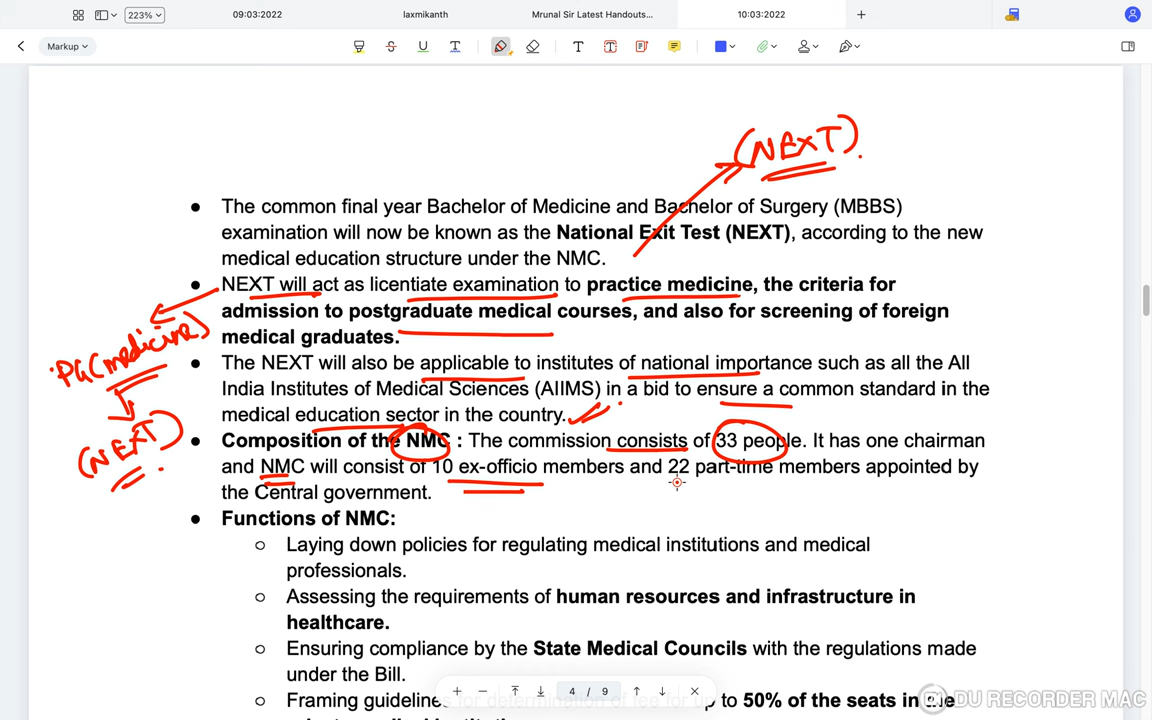 223%
09:03:2022
laxmikanth
Mrunal Sir Latest Handouts...
10:03:2022
Markup
(NEXT).
● The common final year Bachelor of Medicine and Bachelor of Surgery (MBBS)
examination will now be known as the National Exit Test (NEXT), according to the new
medical education structure under the NMC.
● NEXT will act as licentiate examination to practice medicine, the criteria for
admission to postgraduate medical courses, and also for screening of foreign
medical graduates.
PG(medicine)
● The NEXT will also be applicable to institutes of national importance such as all the All
India Institutes of Medical Sciences (AIIMS) in a bid to ensure a common standard in the
medical education sector in the country.
(NEXT)
● Composition of the NMC : The commission consists of 33 people. It has one chairman
and NMC will consist of 10 ex-officio members and 22 part-time members appointed by
the Central government.
● Functions of NMC:
○ Laying down policies for regulating medical institutions and medical
professionals.
○ Assessing the requirements of human resources and infrastructure in
healthcare.
○ Ensuring compliance by the State Medical Councils with the regulations made
under the Bill.
○ Framing guidelines for determination of fee for up to 50% of the seats in the
4 / 9
DU RECORDER MAC